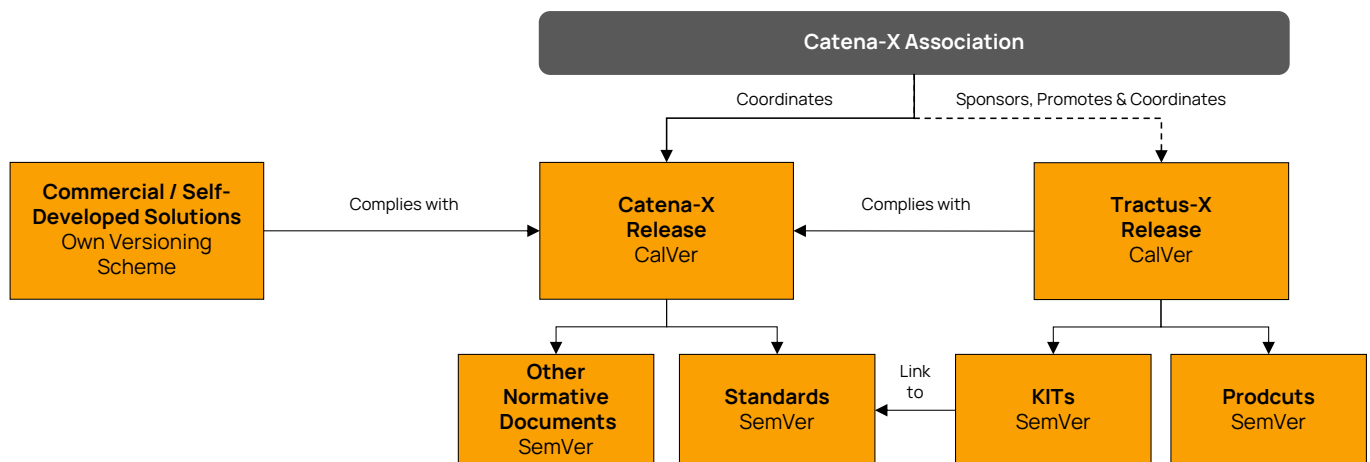 Catena-X Association
Coordinates
Sponsors, Promotes & Coordinates
Commercial / Self-
Developed Solutions
Own Versioning
Scheme
Complies with
Catena-X
Release
CalVer
Complies with
Tractus-X
Release
CalVer
Other
Normative
Documents
SemVer
Standards
SemVer
Link
to
KITs
SemVer
Prodcuts
SemVer